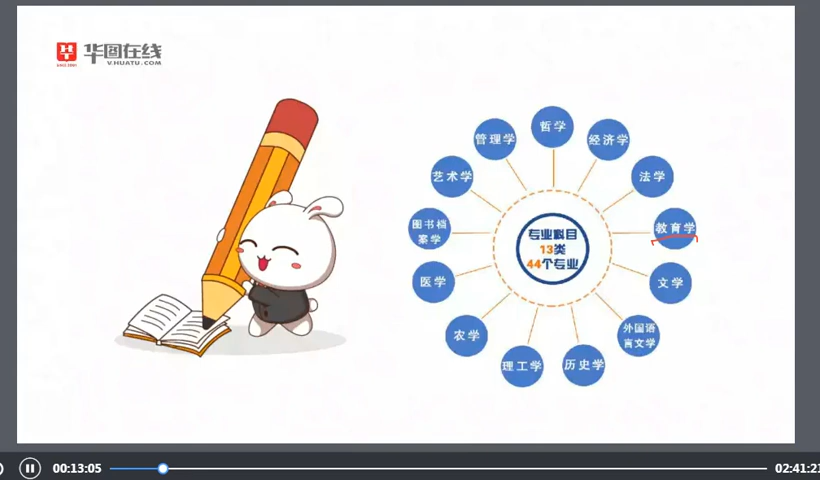 华图在线
V.HUATU.COM
哲学
经济学
法学
教育学
文学
外国语
言文学
历史学
理工学
农学
医学
图书档
案学
艺术学
管理学
专业科目
13类
44个专业
00:13:05
02:41:21